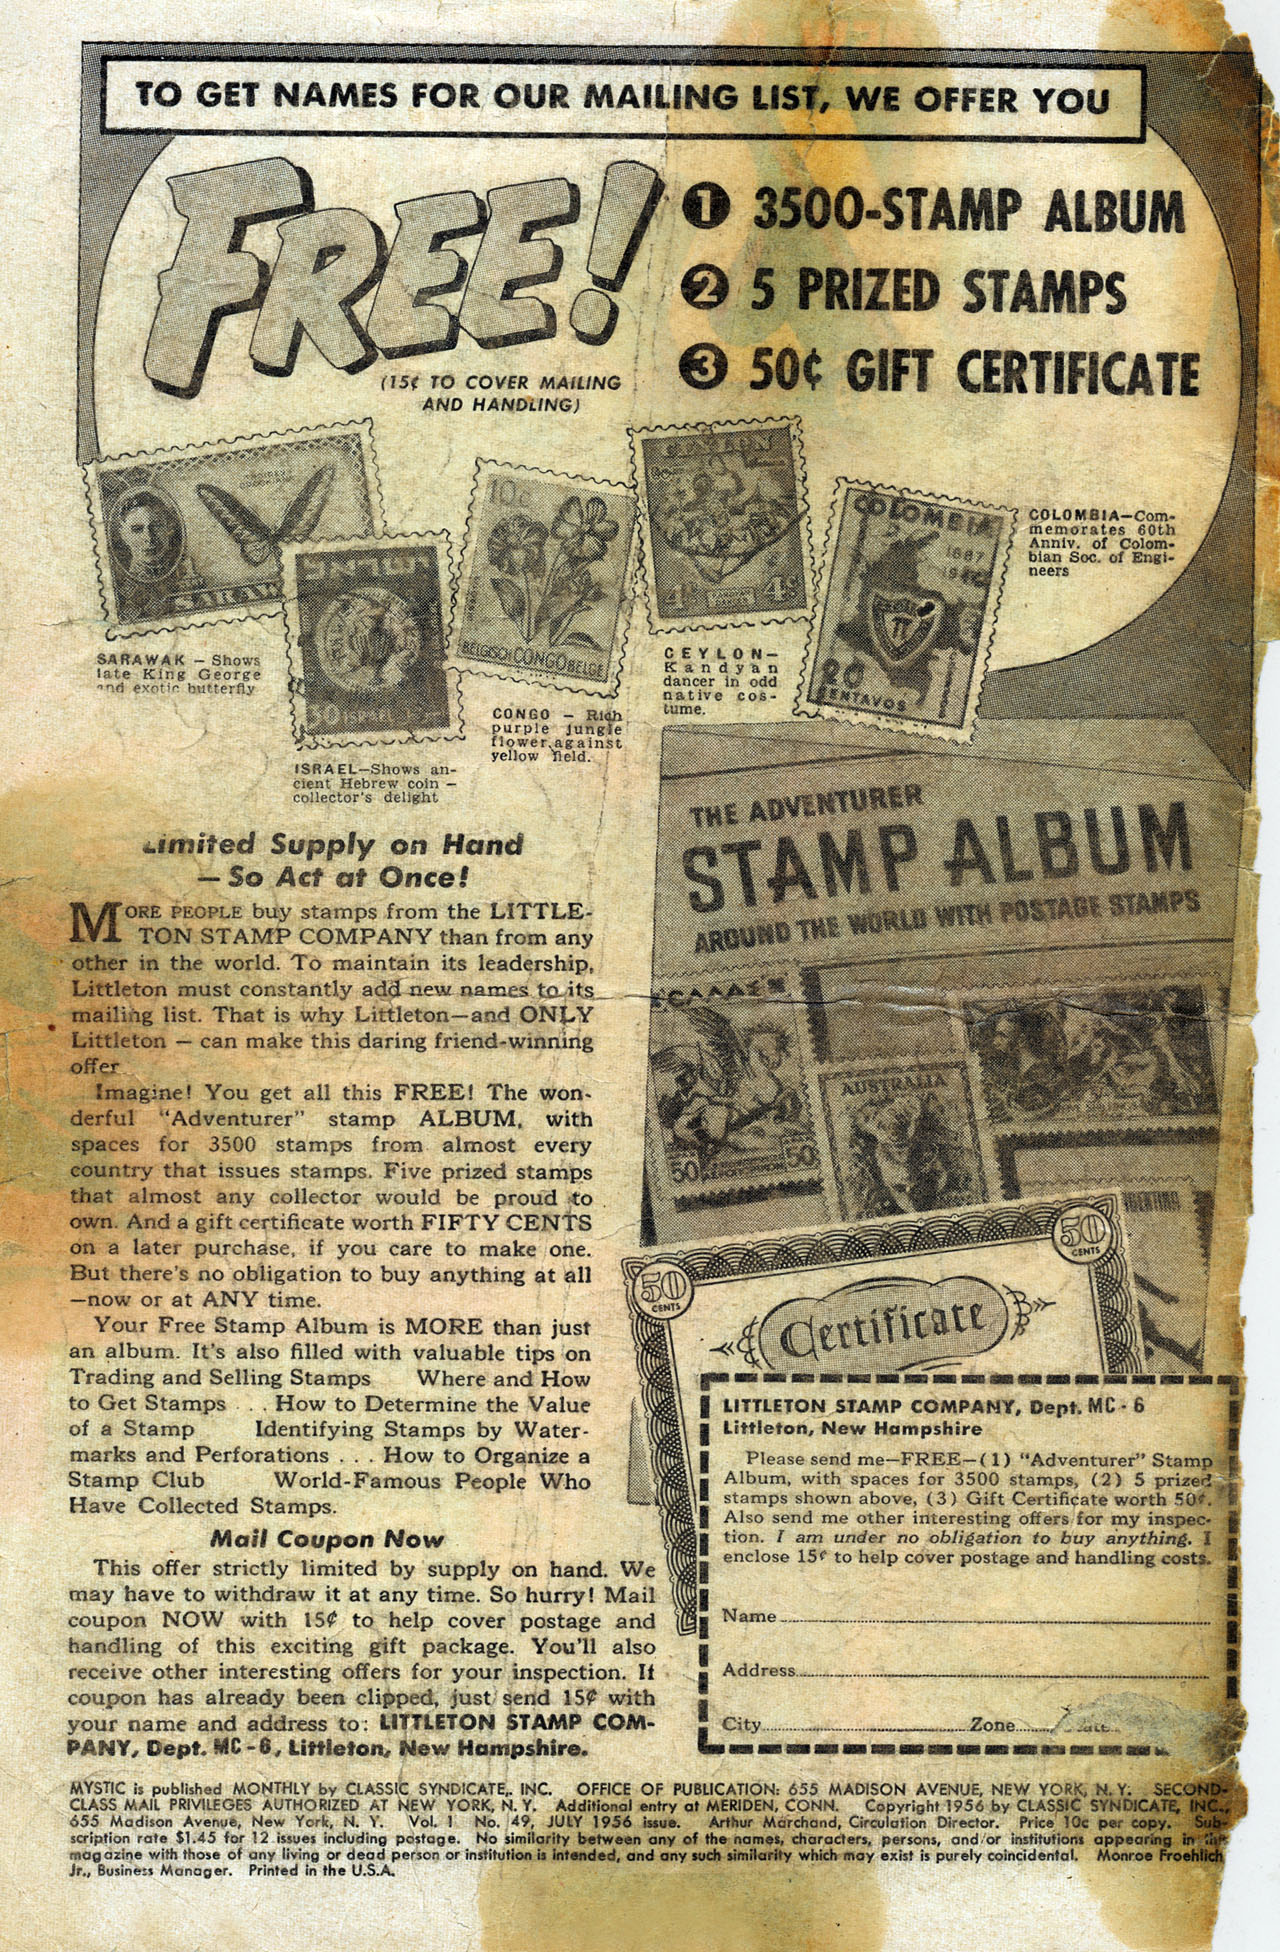 TO GET NAMES FOR OUR MAILING LIST, WE OFFER YOU
FREE!
(15¢ TO COVER MAILING
AND HANDLING)
1 3500-STAMP ALBUM
2 5 PRIZED STAMPS
3 50¢ GIFT CERTIFICATE
SARAW
10c
BELGISCH CONGO BELGE
CEYLON
4c 4c
COLOMBIA
1887
20
CENTAVOS
30 ISRAEL
SARAWAK – Shows
late King George
and exotic butterfly
ISRAEL—Shows an-
cient Hebrew coin –
collector's delight
CONGO – Rich
purple jungle
flower, against
yellow field.
CEYLON—
Kandyan
dancer in odd
native cos-
tume.
COLOMBIA—Com-
memorates 60th
Anniv. of Colom-
bian Soc. of Engi-
neers
THE ADVENTURER
STAMP ALBUM
AROUND THE WORLD WITH POSTAGE STAMPS
ΕΛΛΑΣ
50 50
AUSTRALIA
50
CENTS
50
CENTS
Certificate
Limited Supply on Hand
— So Act at Once!
MORE PEOPLE buy stamps from the LITTLE-
TON STAMP COMPANY than from any
other in the world. To maintain its leadership,
Littleton must constantly add new names to its
mailing list. That is why Littleton—and ONLY
Littleton — can make this daring friend-winning
offer
Imagine! You get all this FREE! The won-
derful "Adventurer" stamp ALBUM, with
spaces for 3500 stamps from almost every
country that issues stamps. Five prized stamps
that almost any collector would be proud to
own. And a gift certificate worth FIFTY CENTS
on a later purchase, if you care to make one.
But there's no obligation to buy anything at all
—now or at ANY time.
Your Free Stamp Album is MORE than just
an album. It's also filled with valuable tips on
Trading and Selling Stamps Where and How
to Get Stamps . . How to Determine the Value
of a Stamp Identifying Stamps by Water-
marks and Perforations . . . How to Organize a
Stamp Club World-Famous People Who
Have Collected Stamps.
Mail Coupon Now
This offer strictly limited by supply on hand. We
may have to withdraw it at any time. So hurry! Mail
coupon NOW with 15¢ to help cover postage and
handling of this exciting gift package. You'll also
receive other interesting offers for your inspection. If
coupon has already been clipped, just send 15¢ with
your name and address to: LITTLETON STAMP COM-
PANY, Dept. MC-6, Littleton, New Hampshire.
LITTLETON STAMP COMPANY, Dept. MC-6
Littleton, New Hampshire
Please send me—FREE—(1) "Adventurer" Stamp
Album, with spaces for 3500 stamps, (2) 5 prized
stamps shown above, (3) Gift Certificate worth 50¢.
Also send me other interesting offers for my inspec-
tion. I am under no obligation to buy anything. I
enclose 15¢ to help cover postage and handling costs.
Name
Address
City Zone State
MYSTIC is published MONTHLY by CLASSIC SYNDICATE,. INC. OFFICE OF PUBLICATION: 655 MADISON AVENUE, NEW YORK, N. Y. SECOND-
CLASS MAIL PRIVILEGES AUTHORIZED AT NEW YORK, N. Y. Additional entry at MERIDEN, CONN. Copyright 1956 by CLASSIC SYNDICATE, INC.,
655 Madison Avenue, New York, N. Y. Vol. 1 No. 49, JULY 1956 issue. Arthur Marchand, Circulation Director. Price 10c per copy. Sub-
scription rate $1.45 for 12 issues including postage. No similarity between any of the names, characters, persons, and/or institutions appearing in this
magazine with those of any living or dead person or institution is intended, and any such similarity which may exist is purely coincidental. Monroe Froehlich
Jr., Business Manager. Printed in the U.S.A.